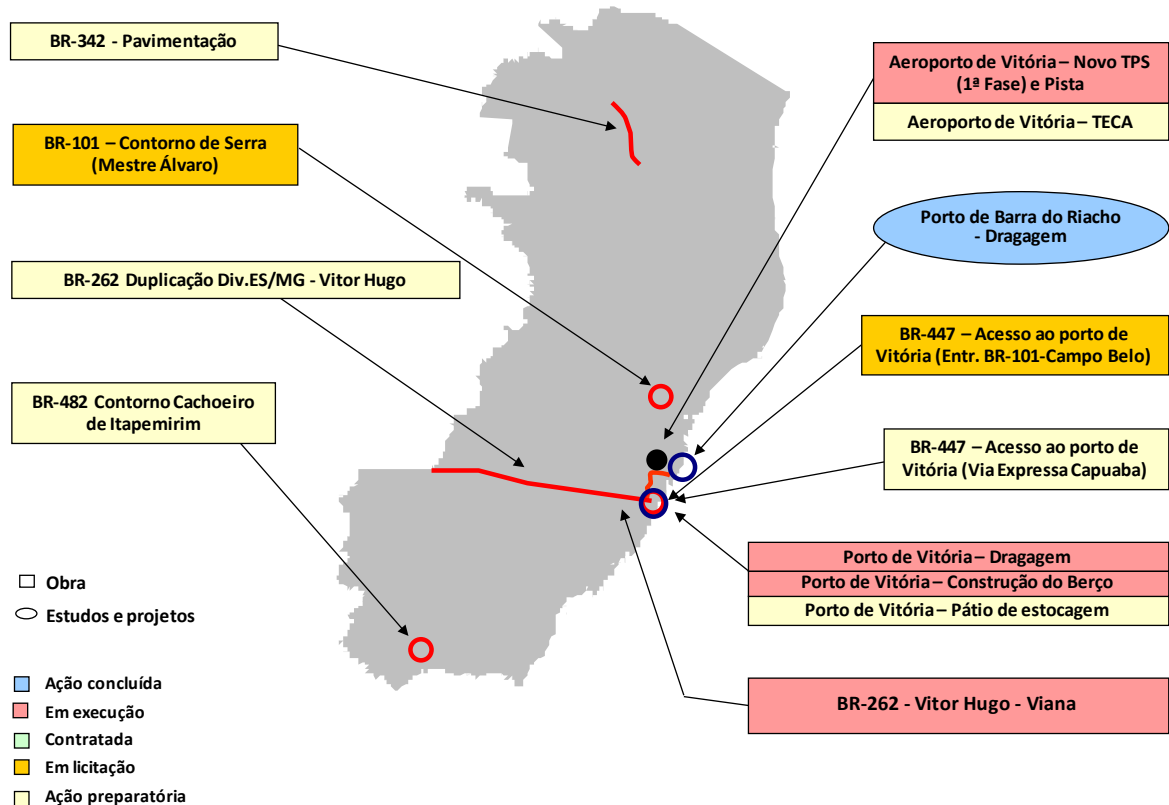 BR-342 - Pavimentação
BR-101 – Contorno de Serra
(Mestre Álvaro)
BR-262 Duplicação Div.ES/MG - Vitor Hugo
BR-482 Contorno Cachoeiro
de Itapemirim
Obra
Estudos e projetos
Ação concluída
Em execução
Contratada
Em licitação
Ação preparatória
Aeroporto de Vitória – Novo TPS
(1ª Fase) e Pista
Aeroporto de Vitória – TECA
Porto de Barra do Riacho
- Dragagem
BR-447 – Acesso ao porto de
Vitória (Entr. BR-101-Campo Belo)
BR-447 – Acesso ao porto de
Vitória (Via Expressa Capuaba)
Porto de Vitória – Dragagem
Porto de Vitória – Construção do Berço
Porto de Vitória – Pátio de estocagem
BR-262 - Vitor Hugo - Viana